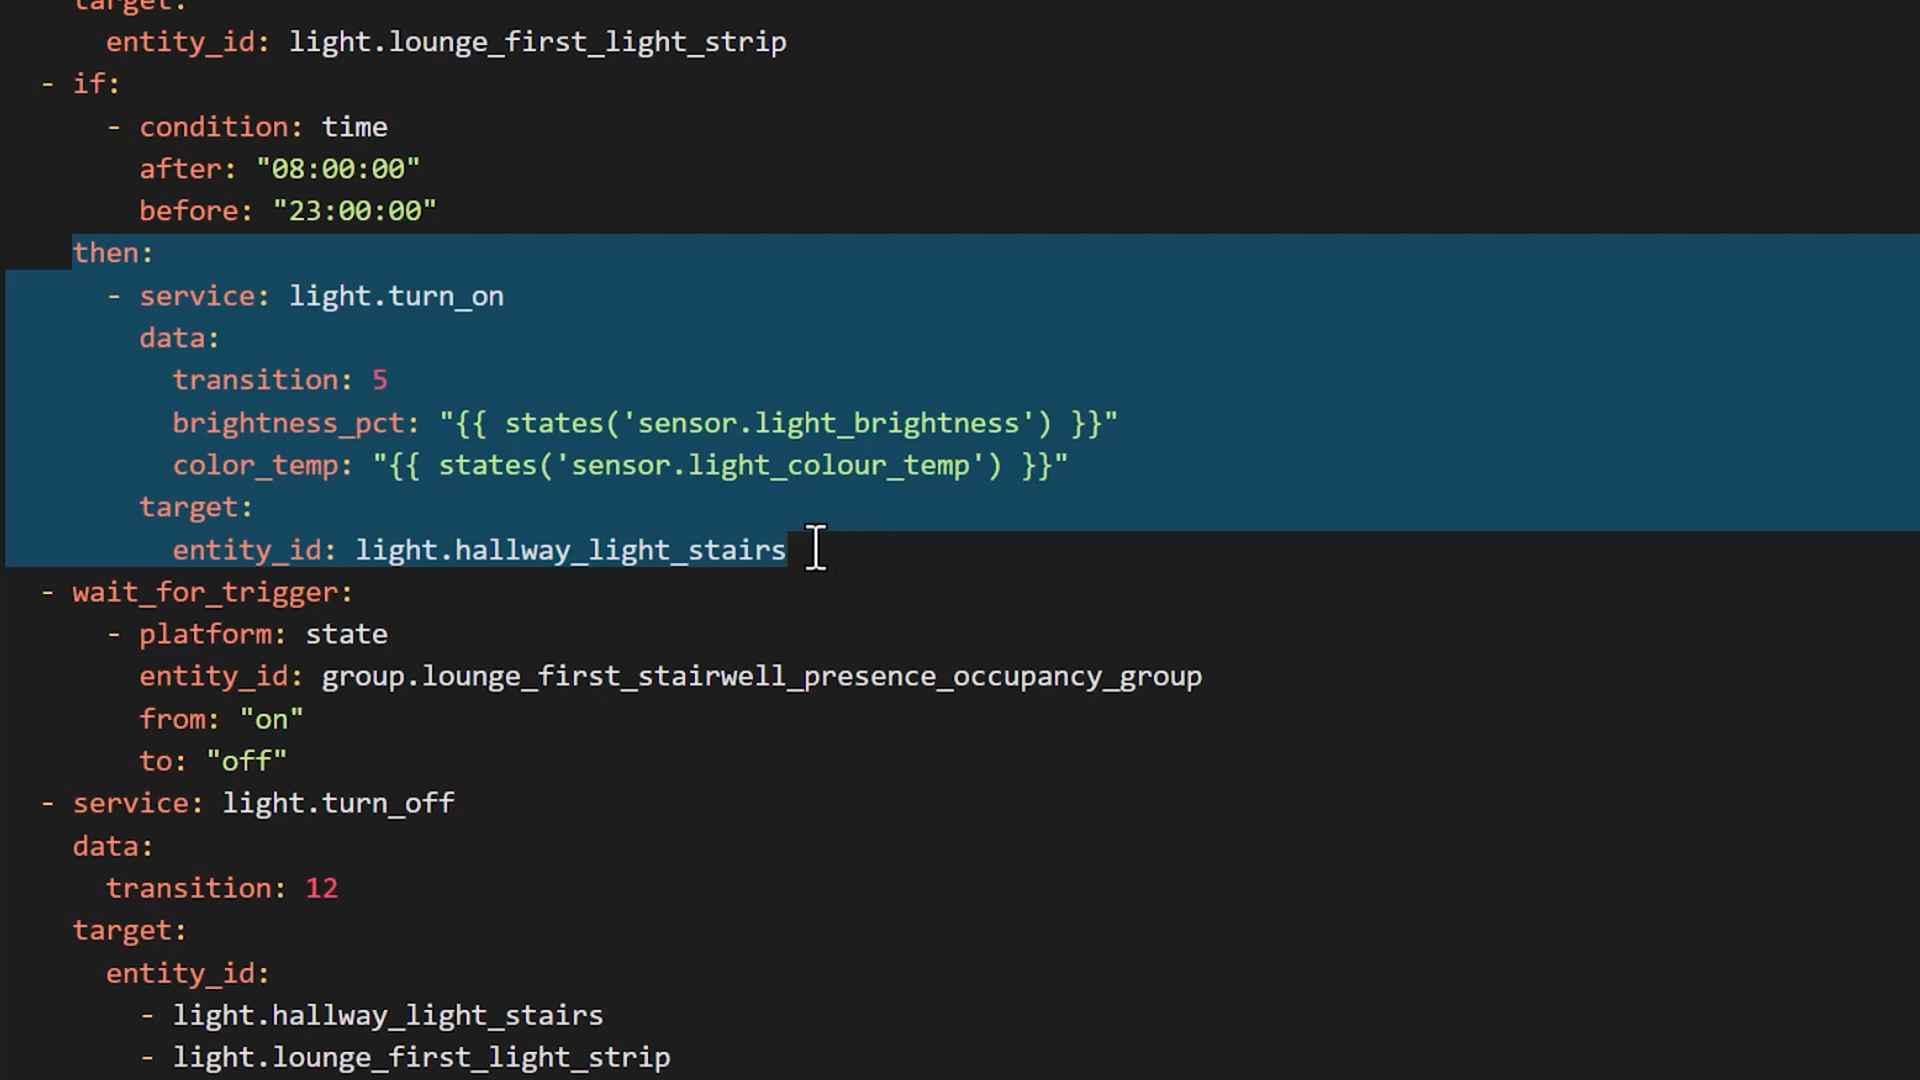 target:
entity_id: light.lounge_first_light_strip
- if:
- condition: time
after: "08:00:00"
before: "23:00:00"
then:
- service: light.turn_on
data:
transition: 5
brightness_pct: "{{ states('sensor.light_brightness') }}"
color_temp: "{{ states('sensor.light_colour_temp') }}"
target:
entity_id: light.hallway_light_stairs
- wait_for_trigger:
- platform: state
entity_id: group.lounge_first_stairwell_presence_occupancy_group
from: "on"
to: "off"
- service: light.turn_off
data:
transition: 12
target:
entity_id:
- light.hallway_light_stairs
- light.lounge_first_light_strip